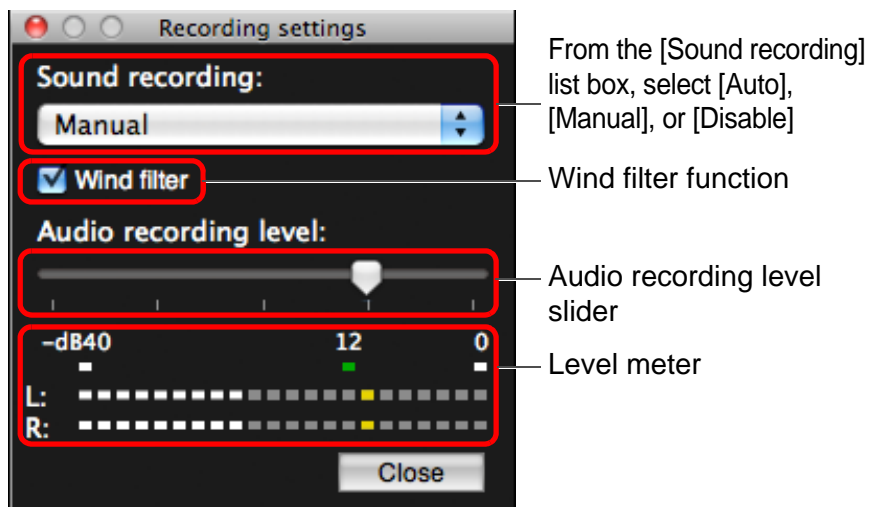 Recording settings
Sound recording:
Manual
Wind filter
Audio recording level:
-dB40 12 0
L:
R:
Close
From the [Sound recording]
list box, select [Auto],
[Manual], or [Disable]
Wind filter function
Audio recording level
slider
Level meter